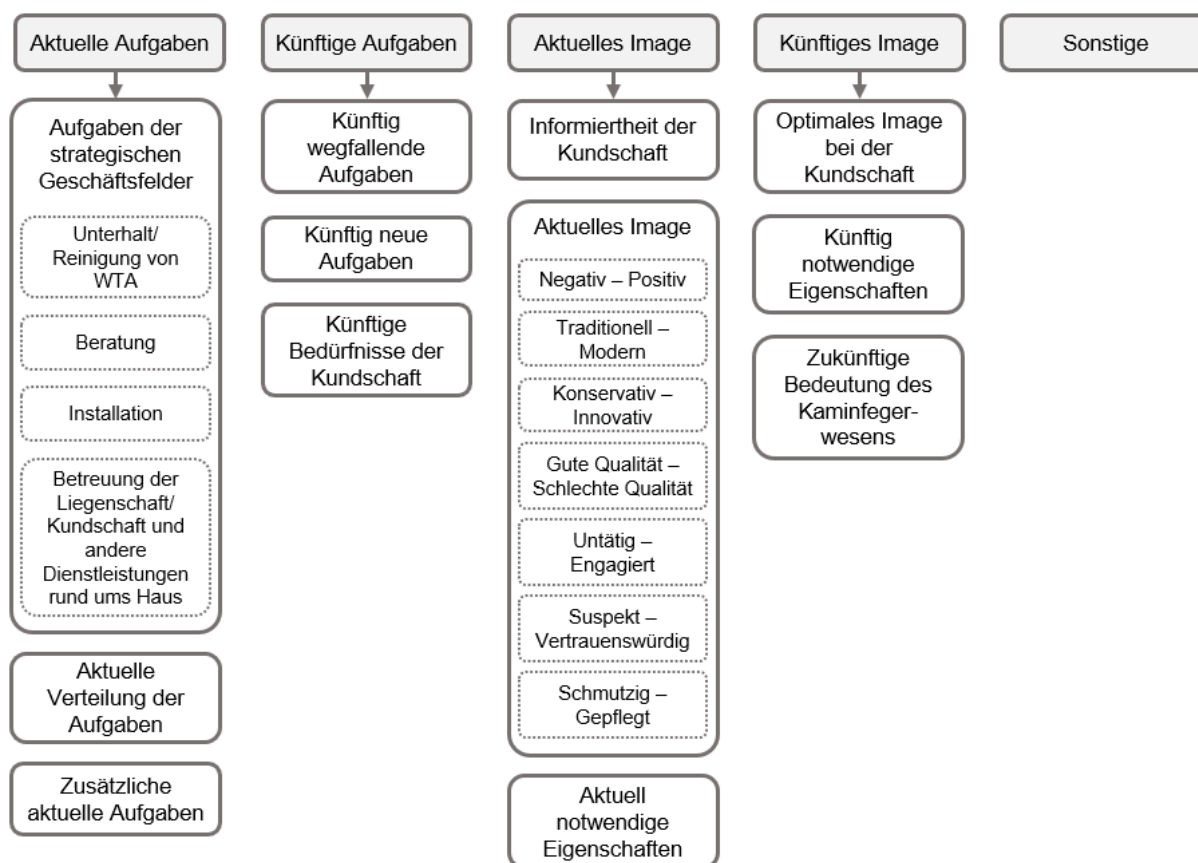 Aktuelle Aufgaben
Künftige Aufgaben
Aktuelles Image
Künftiges Image
Sonstige
Aufgaben der
strategischen
Geschäftsfelder
Unterhalt/
Reinigung von
WTA
Beratung
Installation
Betreuung der
Liegenschaft/
Kundschaft und
andere
Dienstleistungen
rund ums Haus
Aktuelle
Verteilung der
Aufgaben
Zusätzliche
aktuelle Aufgaben
Künftig
wegfallende
Aufgaben
Künftig neue
Aufgaben
Künftige
Bedürfnisse der
Kundschaft
Informiertheit der
Kundschaft
Aktuelles Image
Negativ – Positiv
Traditionell –
Modern
Konservativ –
Innovativ
Gute Qualität –
Schlechte Qualität
Untätig –
Engagiert
Suspekt –
Vertrauenswürdig
Schmutzig –
Gepflegt
Aktuell
notwendige
Eigenschaften
Optimales Image
bei der
Kundschaft
Künftig
notwendige
Eigenschaften
Zukünftige
Bedeutung des
Kaminfeger-
wesens